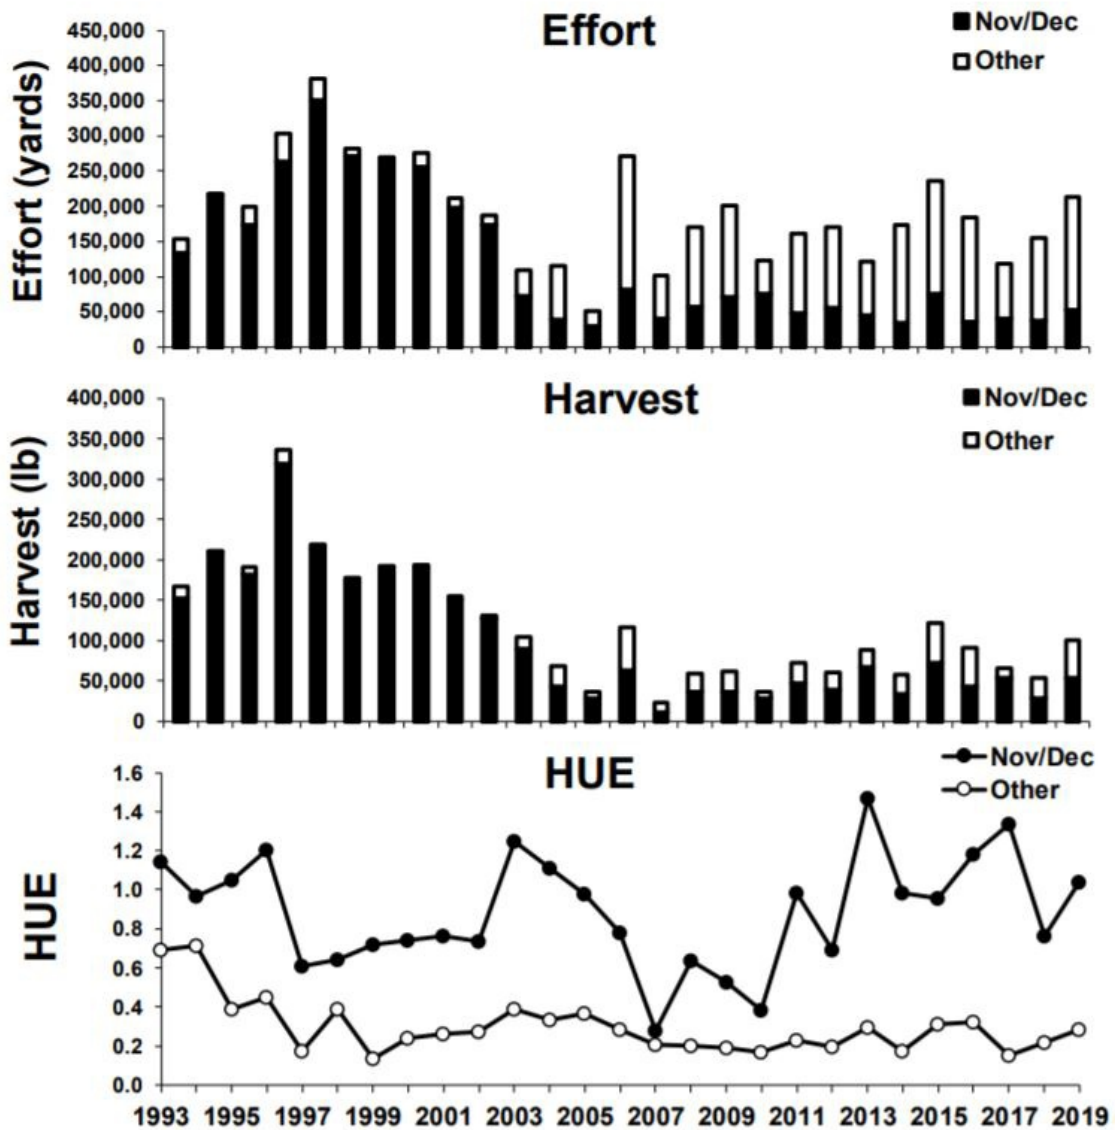 Effort
Nov/Dec
Other
Effort (yards)
450,000
400,000
350,000
300,000
250,000
200,000
150,000
100,000
50,000
0
Harvest
Nov/Dec
Other
Harvest (lb)
400,000
350,000
300,000
250,000
200,000
150,000
100,000
50,000
0
HUE
Nov/Dec
Other
HUE
1.6
1.4
1.2
1.0
0.8
0.6
0.4
0.2
0.0
1993 1995 1997 1999 2001 2003 2005 2007 2009 2011 2013 2015 2017 2019